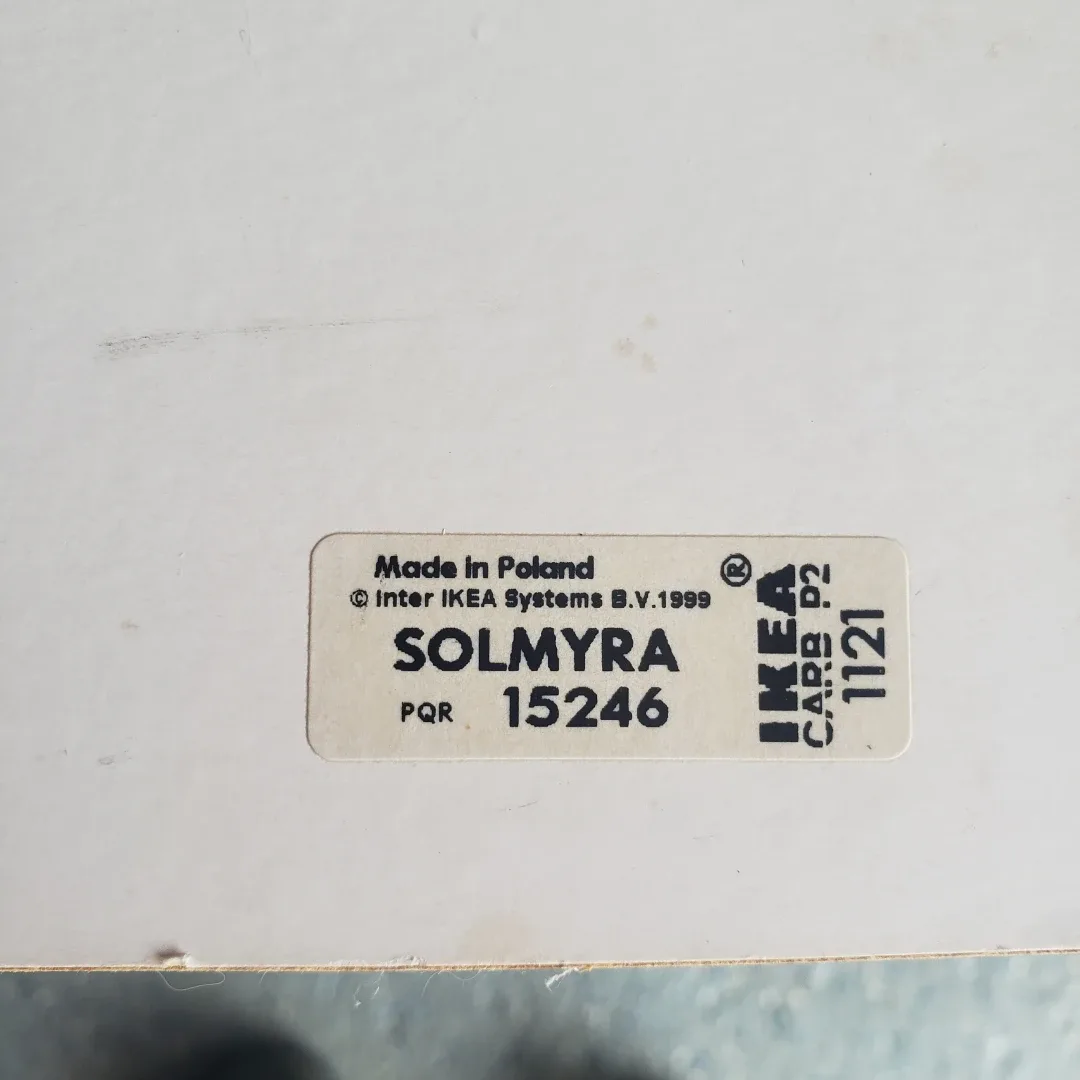 Made in Poland
© Inter IKEA Systems B.V.1999
SOLMYRA
PQR 15246
IKEA®
CARB P2
1121